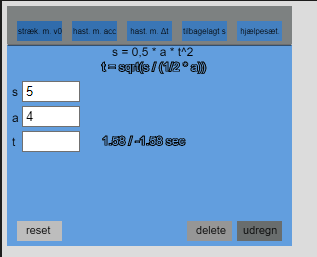 stræk. m. v0 hast. m. acc hast. m. Δt tilbagelagt s hjælpesæt.
s = 0,5 * a * t^2
t = sqrt(s / (1/2 * a))
s 5
a 4
t 1.58 / -1.58 sec
reset delete udregn